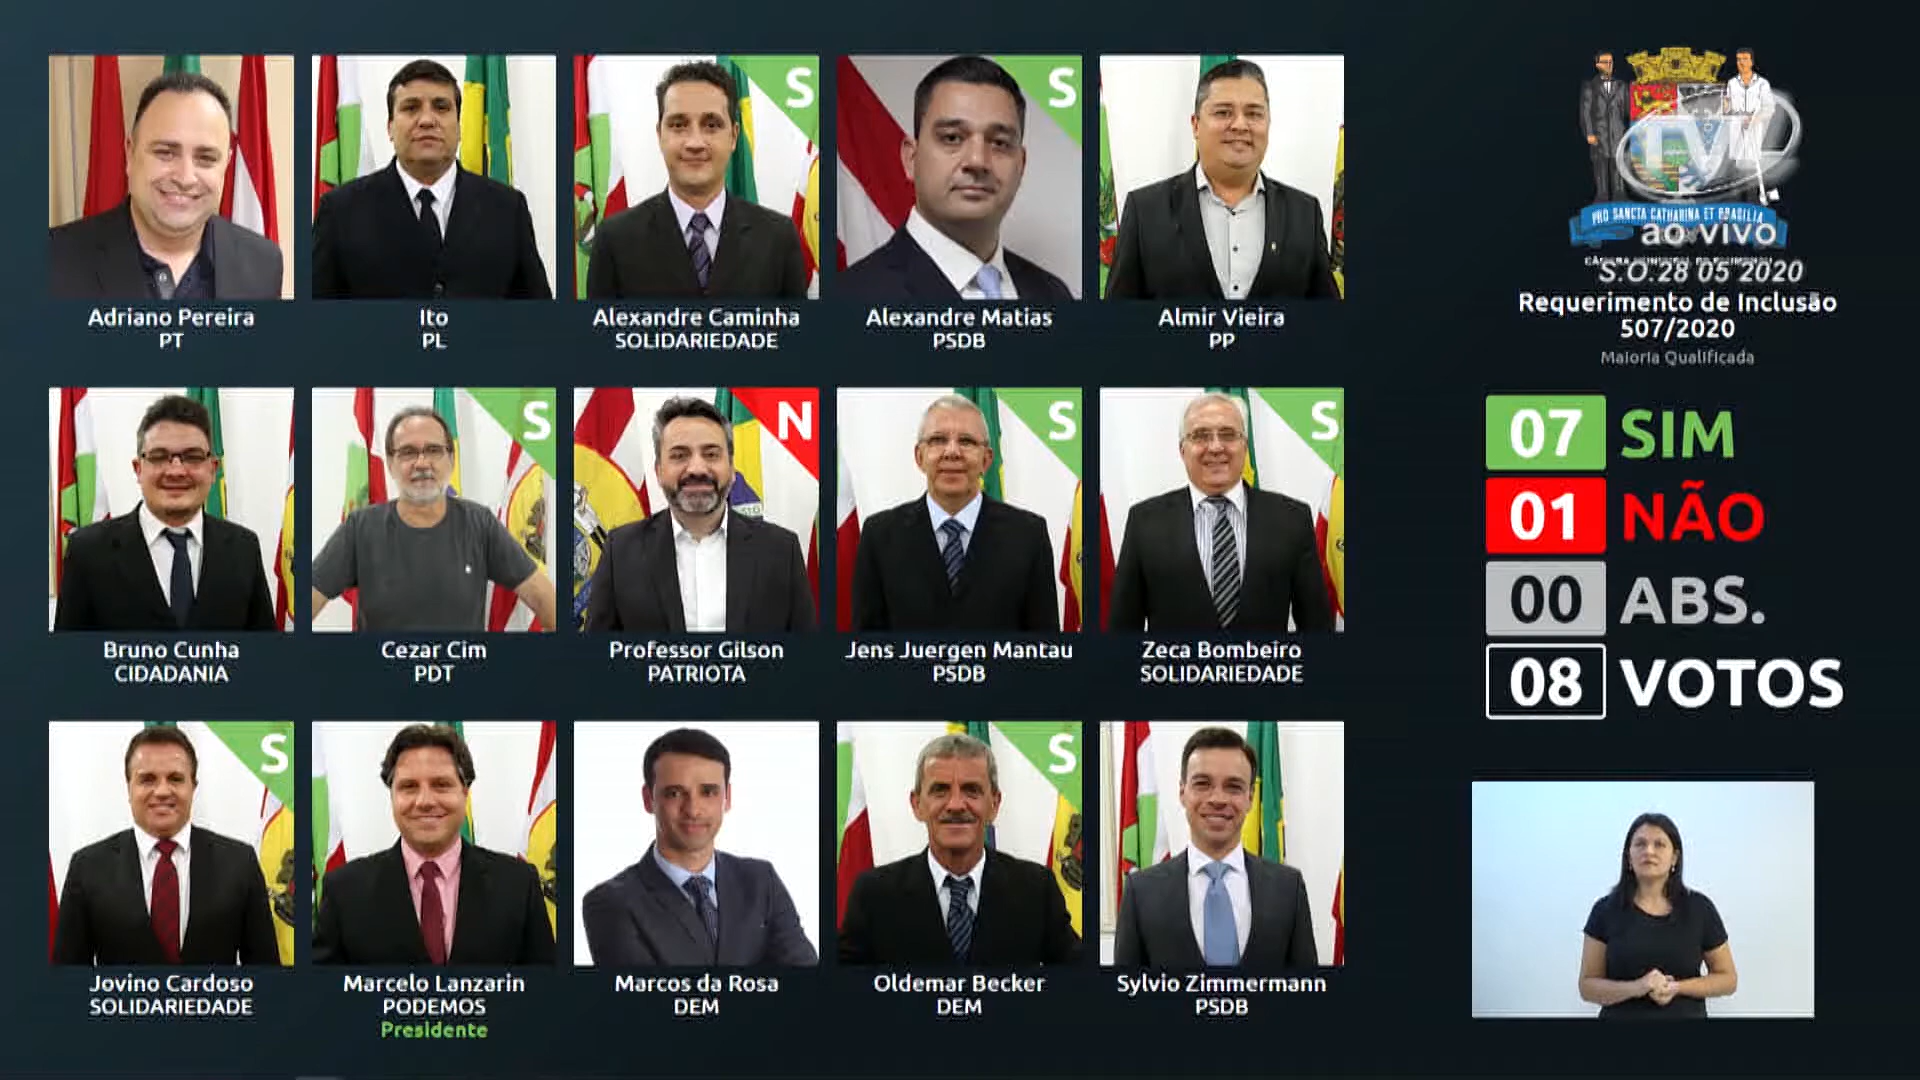 S
S
Adriano Pereira
PT
Ito
PL
Alexandre Caminha
SOLIDARIEDADE
Alexandre Matias
PSDB
Almir Vieira
PP
S
N
S
S
Bruno Cunha
CIDADANIA
Cezar Cim
PDT
Professor Gilson
PATRIOTA
Jens Juergen Mantau
PSDB
Zeca Bombeiro
SOLIDARIEDADE
S
S
Jovino Cardoso
SOLIDARIEDADE
Marcelo Lanzarin
PODEMOS
Presidente
Marcos da Rosa
DEM
Oldemar Becker
DEM
Sylvio Zimmermann
PSDB
PRO SANCTA CATHARINA ET BRASILIA
ao vivo
S.O.28 05 2020
Requerimento de Inclusão
507/2020
Maioria Qualificada
07 SIM
01 NÃO
00 ABS.
08 VOTOS